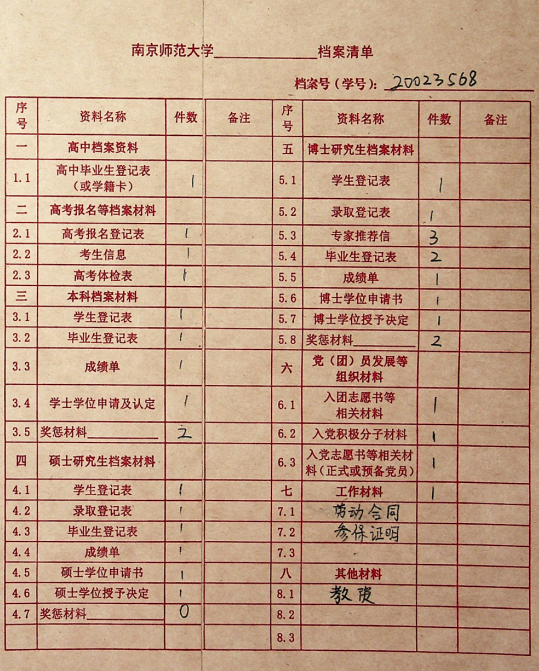 南京师范大学__________档案清单
档案号(学号): 20023568
序号 资料名称 件数 备注 序号 资料名称 件数 备注
一 高中档案资料 五 博士研究生档案材料
1.1 高中毕业生登记表(或学籍卡) 1 5.1 学生登记表 1
二 高考报名等档案材料 5.2 录取登记表 1
2.1 高考报名登记表 1 5.3 专家推荐信 3
2.2 考生信息 1 5.4 毕业生登记表 2
2.3 高考体检表 1 5.5 成绩单 1
三 本科档案材料 5.6 博士学位申请书 1
3.1 学生登记表 1 5.7 博士学位授予决定 1
3.2 毕业生登记表 1 5.8 奖惩材料______ 2
3.3 成绩单 1 六 党(团)员发展等组织材料
3.4 学士学位申请及认定 1 6.1 入团志愿书等相关材料 1
3.5 奖惩材料________ 2 6.2 入党积极分子材料 1
四 硕士研究生档案材料 6.3 入党志愿书等相关材料(正式或预备党员) 1
4.1 学生登记表 1 七 工作材料 1
4.2 录取登记表 1 7.1 劳动合同
4.3 毕业生登记表 1 7.2 参保证明
4.4 成绩单 1 7.3
4.5 硕士学位申请书 1 八 其他材料
4.6 硕士学位授予决定 1 8.1 教资
4.7 奖惩材料________ 0 8.2
8.3